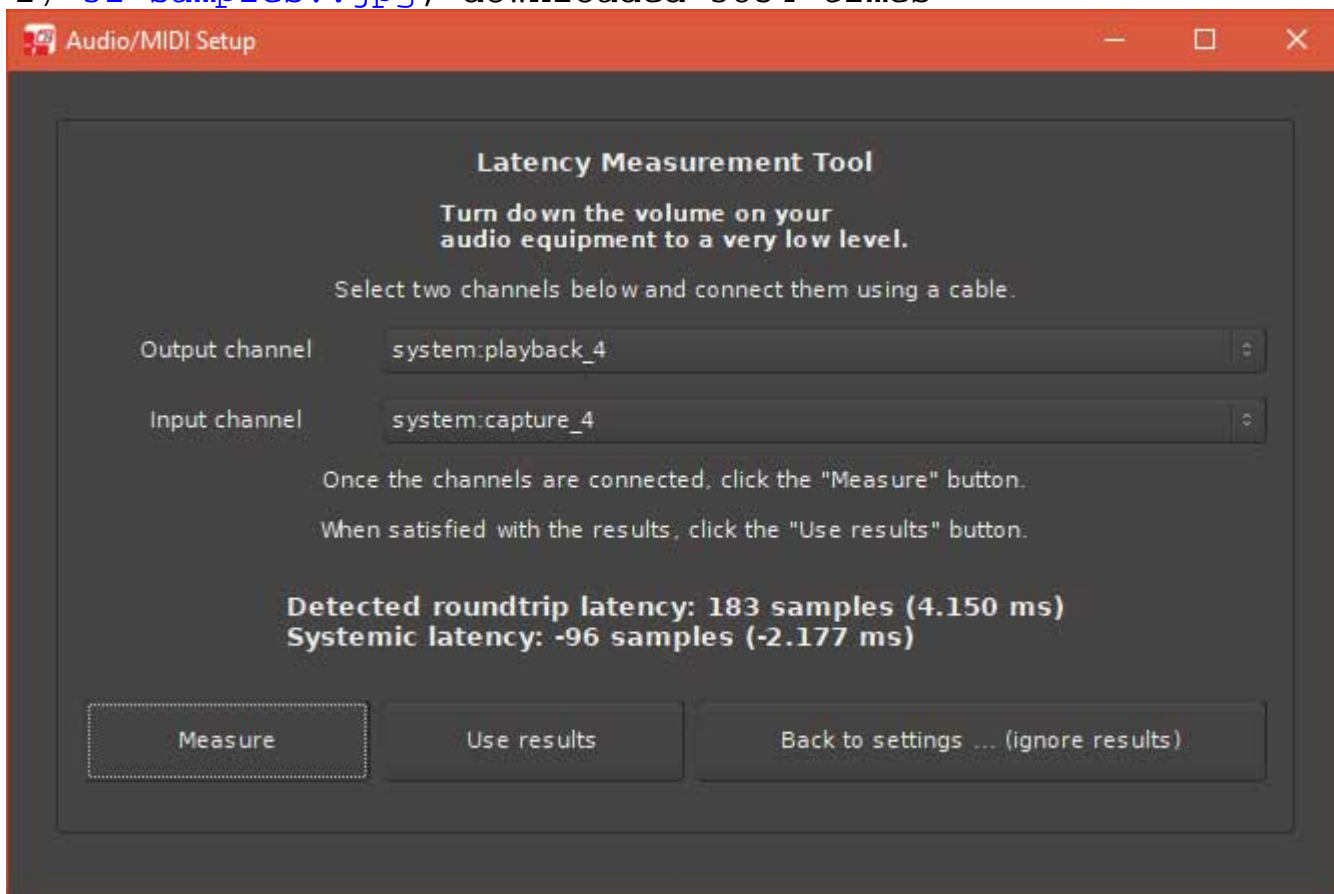 Audio/MIDI Setup
Latency Measurement Tool
Turn down the volume on your
audio equipment to a very low level.
Select two channels below and connect them using a cable.
Output channel system:playback_4
Input channel system:capture_4
Once the channels are connected, click the "Measure" button.
When satisfied with the results, click the "Use results" button.
Detected roundtrip latency: 183 samples (4.150 ms)
Systemic latency: -96 samples (-2.177 ms)
Measure Use results Back to settings ... (ignore results)